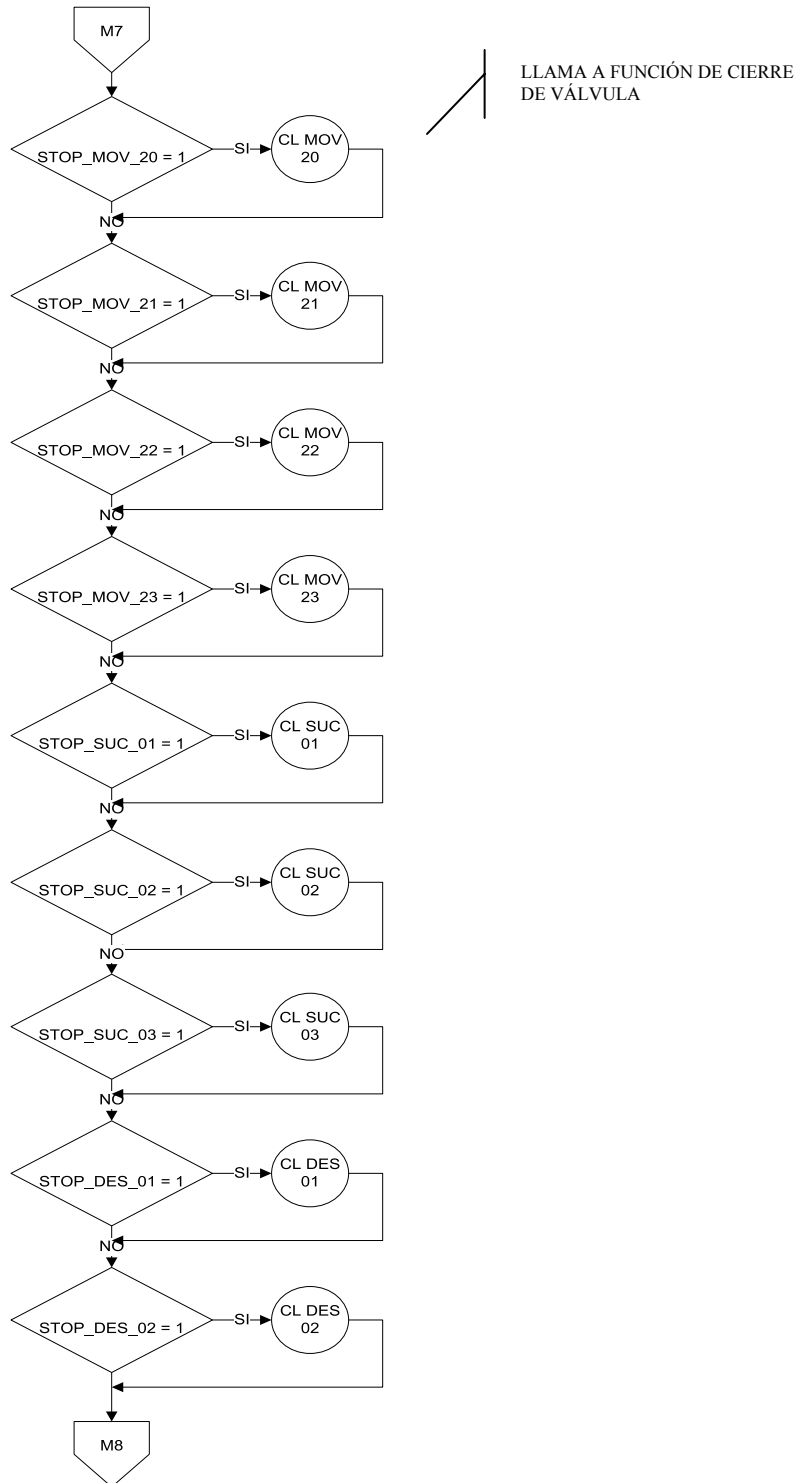 M7
LLAMA A FUNCIÓN DE CIERRE
DE VÁLVULA
STOP_MOV_20 = 1
SI
CL MOV
20
NO
STOP_MOV_21 = 1
SI
CL MOV
21
NO
STOP_MOV_22 = 1
SI
CL MOV
22
NO
STOP_MOV_23 = 1
SI
CL MOV
23
NO
STOP_SUC_01 = 1
SI
CL SUC
01
NO
STOP_SUC_02 = 1
SI
CL SUC
02
NO
STOP_SUC_03 = 1
SI
CL SUC
03
NO
STOP_DES_01 = 1
SI
CL DES
01
NO
STOP_DES_02 = 1
SI
CL DES
02
M8